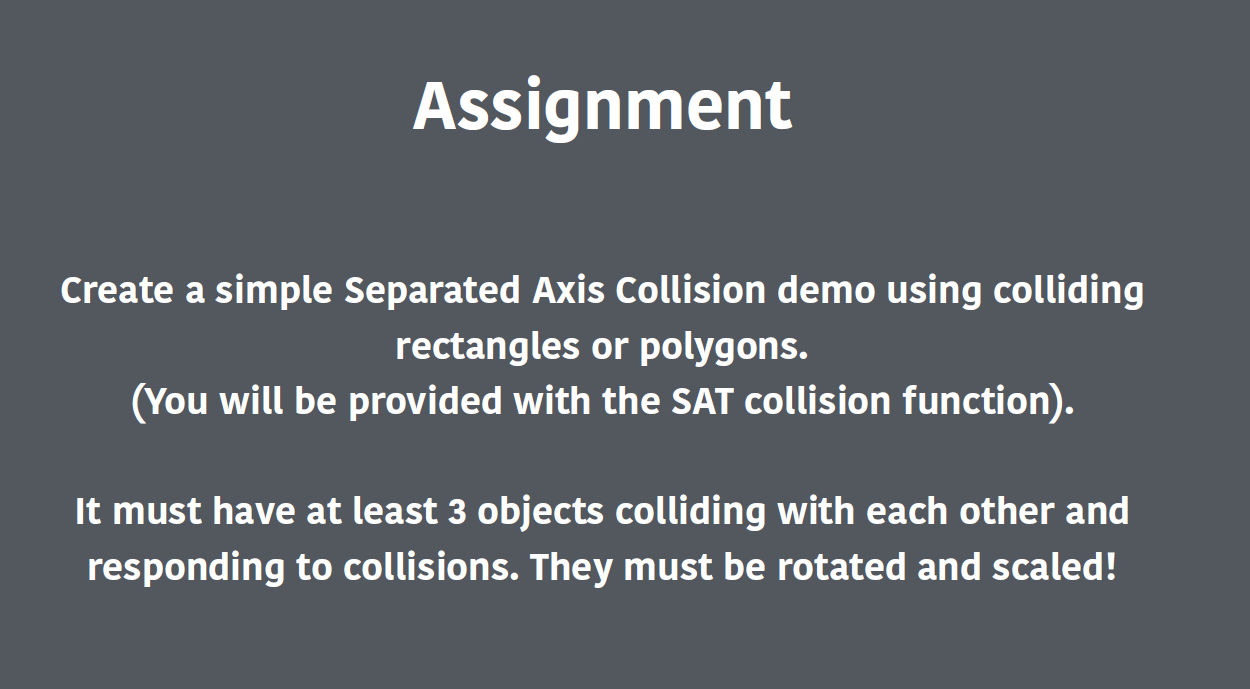 Assignment
Create a simple Separated Axis Collision demo using colliding
rectangles or polygons.
(You will be provided with the SAT collision function).
It must have at least 3 objects colliding with each other and
responding to collisions. They must be rotated and scaled!